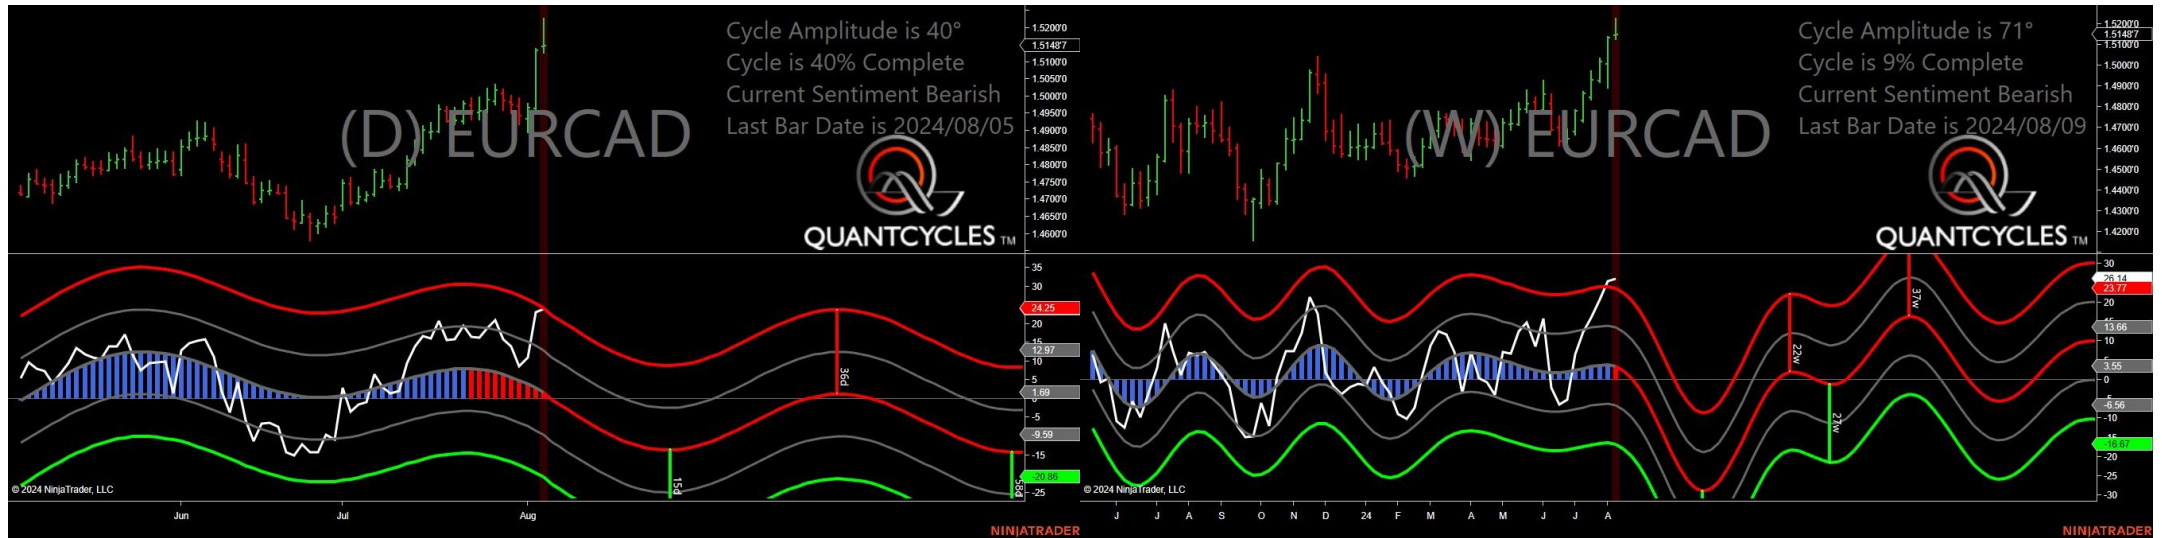 Cycle Amplitude is 40°
Cycle is 40% Complete
Current Sentiment Bearish
Last Bar Date is 2024/08/05
(D) EURCAD
QUANTCYCLES TM
1.5200'0
1.5148'7
1.5100'0
1.5050'0
1.5000'0
1.4950'0
1.4900'0
1.4850'0
1.4800'0
1.4750'0
1.4700'0
1.4650'0
1.4600'0
35
30
24.25
20
15
12.97
10
5
1.69
0
-5
-9.59
-15
-20.86
-25
36d
15d
58d
© 2024 NinjaTrader, LLC
Jun
Jul
Aug
NINJATRADER
Cycle Amplitude is 71°
Cycle is 9% Complete
Current Sentiment Bearish
Last Bar Date is 2024/08/09
(W) EURCAD
QUANTCYCLES TM
1.5200'0
1.5148'7
1.5100'0
1.5000'0
1.4900'0
1.4800'0
1.4700'0
1.4600'0
1.4500'0
1.4400'0
1.4300'0
1.4200'0
30
26.14
23.77
20
13.66
10
5
3.55
0
-6.56
-10
-16.67
-20
-25
-30
22w
27w
37w
© 2024 NinjaTrader, LLC
J J A S O N D 24 F M A M J J A
NINJATRADER